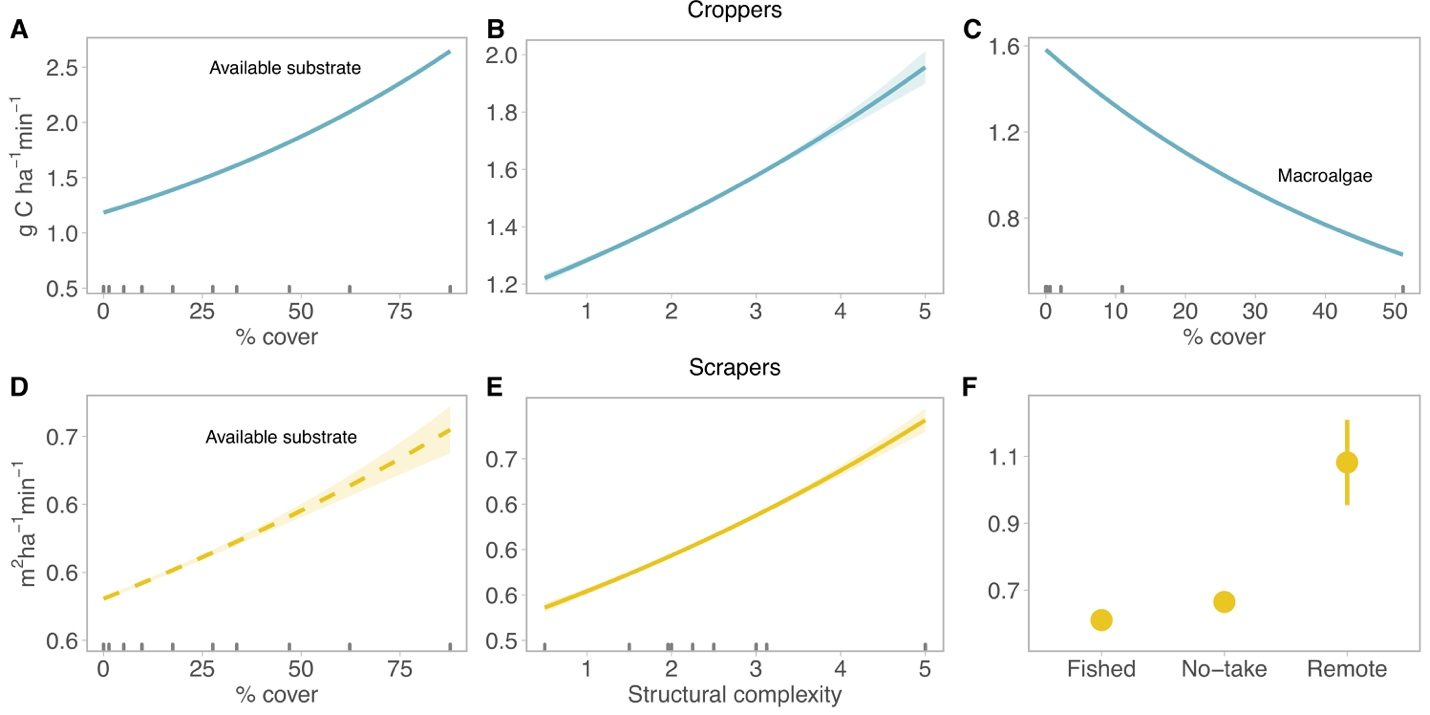 Croppers
A
Available substrate
2.5
2.0
1.5
1.0
0.5
g C ha⁻¹min⁻¹
0 25 50 75
% cover
B
2.0
1.8
1.6
1.4
1.2
1 2 3 4 5
C
1.6
1.2
0.8
Macroalgae
0 10 20 30 40 50
% cover
Scrapers
D
Available substrate
0.7
0.6
0.6
0.6
m²ha⁻¹min⁻¹
0 25 50 75
% cover
E
0.7
0.6
0.6
0.6
0.5
1 2 3 4 5
Structural complexity
F
1.1
0.9
0.7
Fished No–take Remote